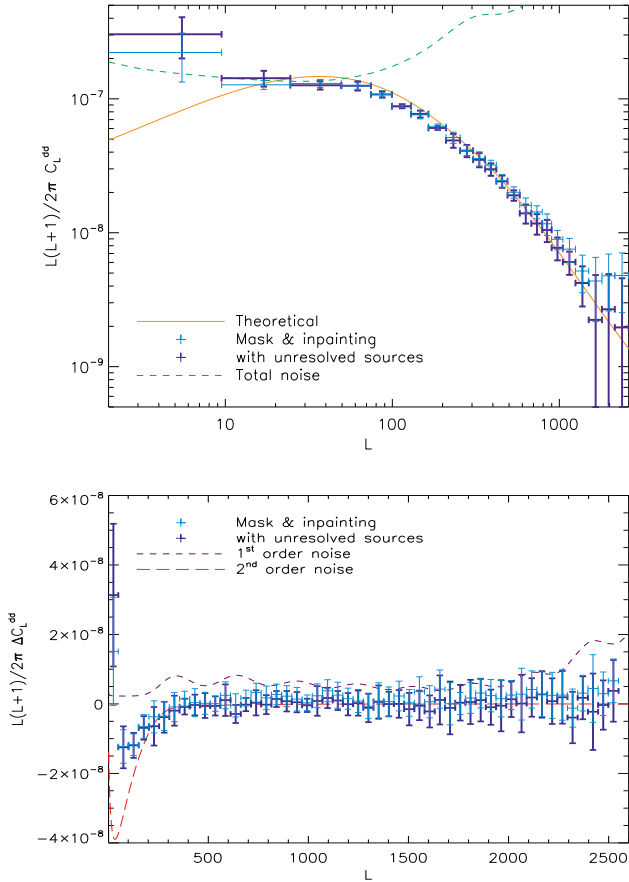 L(L+1)/2π C_L^dd
10⁻⁷
10⁻⁸
10⁻⁹
Theoretical
Mask & inpainting
with unresolved sources
Total noise
10 100 1000
L
L(L+1)/2π ΔC_L^dd
6×10⁻⁸
4×10⁻⁸
2×10⁻⁸
0
−2×10⁻⁸
−4×10⁻⁸
Mask & inpainting
with unresolved sources
1st order noise
2nd order noise
500 1000 1500 2000 2500
L